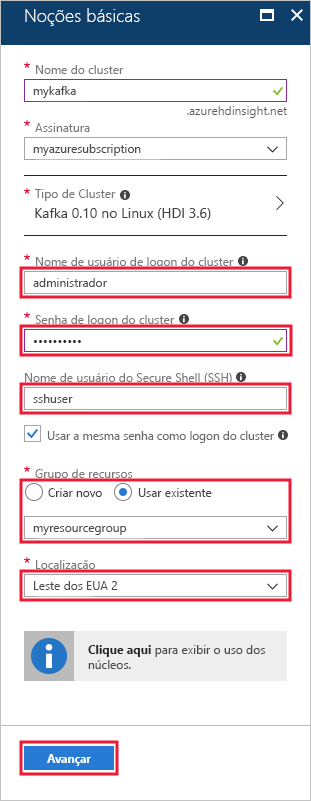 Noções básicas
* Nome do cluster
mykafka
.azurehdinsight.net
* Assinatura
myazuresubscription
* Tipo de Cluster
Kafka 0.10 no Linux (HDI 3.6)
* Nome de usuário de logon do cluster
administrador
* Senha de logon do cluster
••••••••••
Nome de usuário do Secure Shell (SSH)
sshuser
Usar a mesma senha como logon do cluster
* Grupo de recursos
Criar novo Usar existente
myresourcegroup
* Localização
Leste dos EUA 2
Clique aqui para exibir o uso dos
núcleos.
Avançar